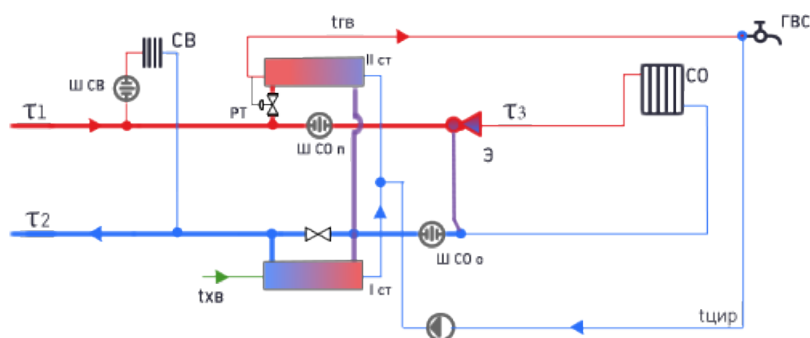 tгв
ГВС
СВ
II ст
Ш СВ
СО
τ1
РТ
τ3
Ш СО п
Э
τ2
Ш СО о
I ст
tхв
tцир